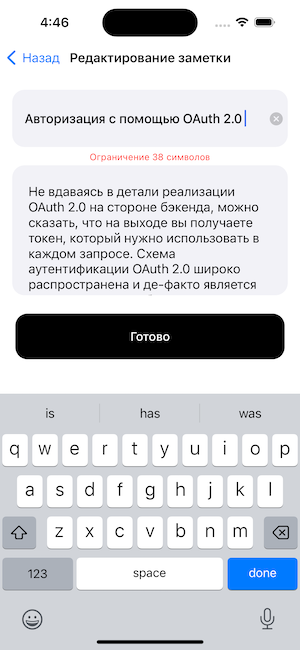 4:46
Назад Редактирование заметки
Авторизация с помощью OAuth 2.0
Ограничение 38 символов
Не вдаваясь в детали реализации
OAuth 2.0 на стороне бэкенда, можно
сказать, что на выходе вы получаете
токен, который нужно использовать в
каждом запросе. Схема
аутентификации OAuth 2.0 широко
распространена и де-факто является
Готово
is has was
q w e r t y u i o p
a s d f g h j k l
z x c v b n m
123 space done